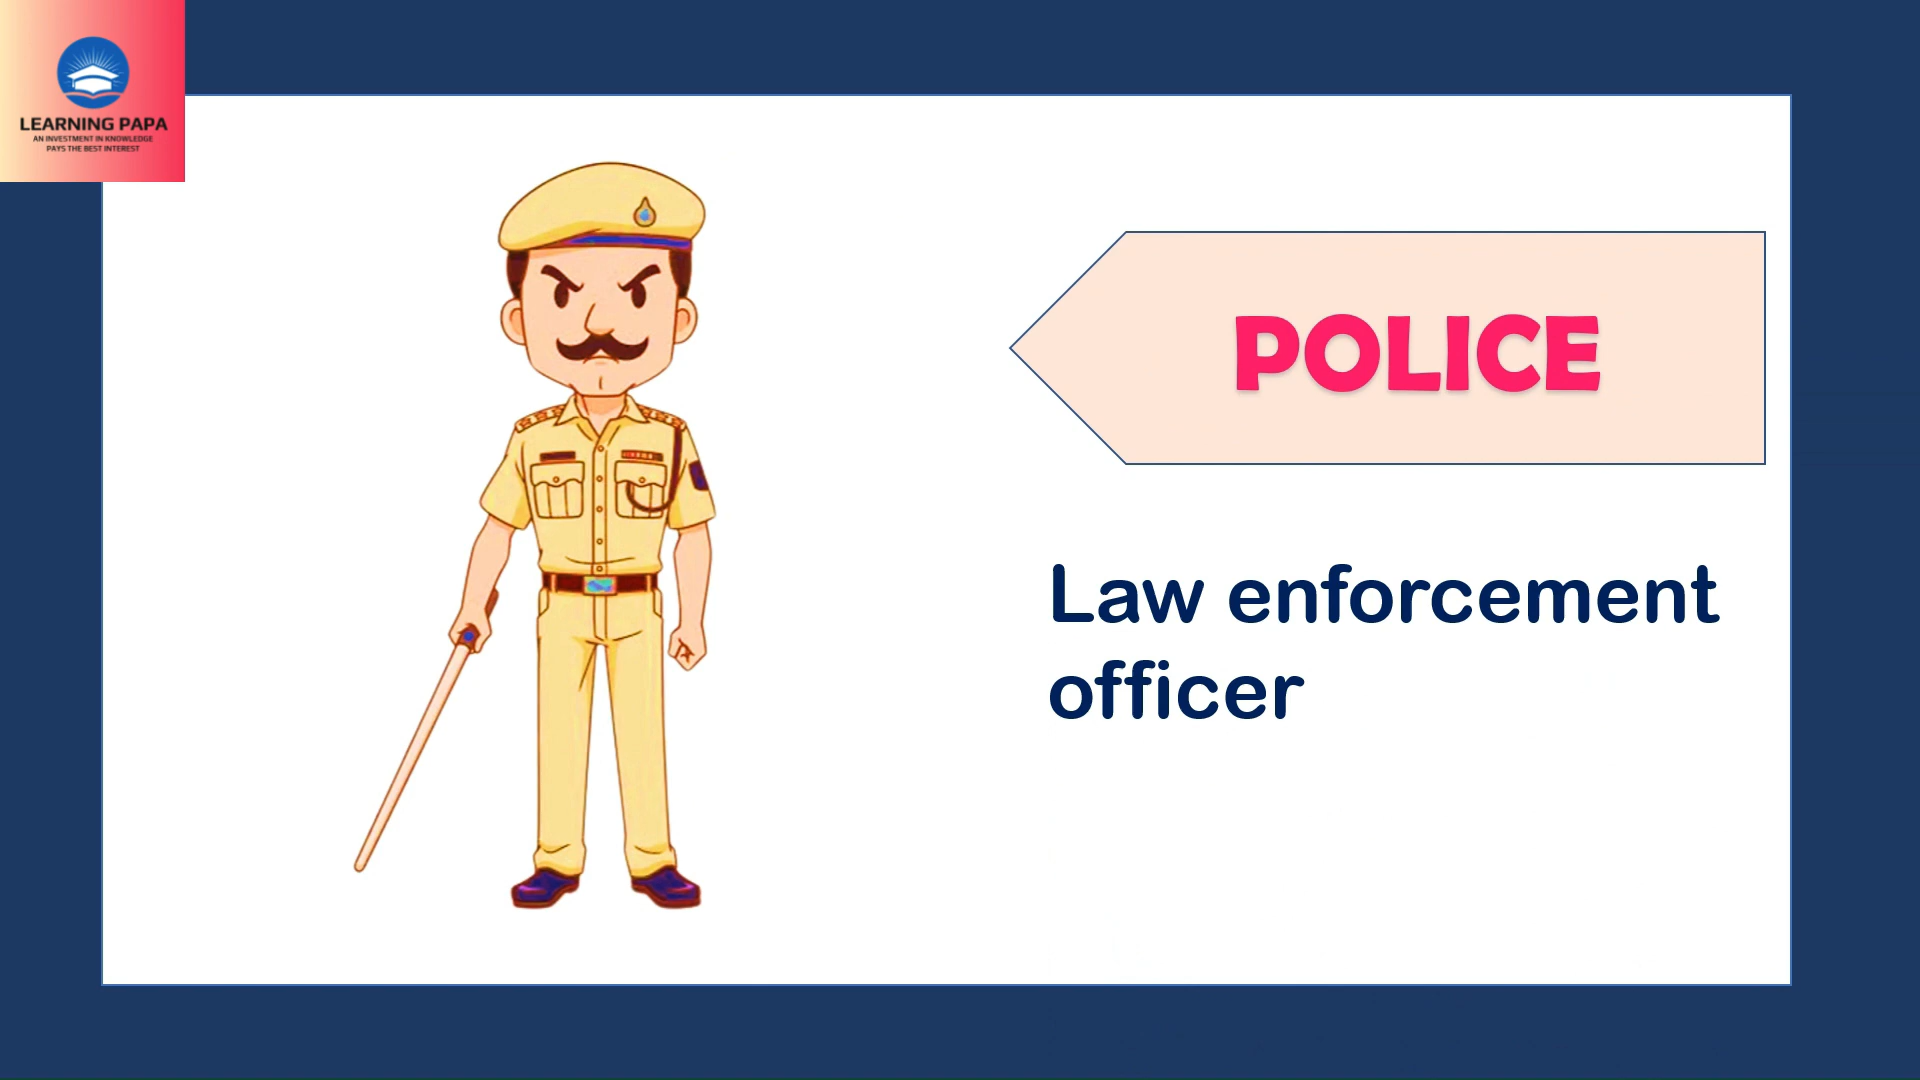 LEARNING PAPA
AN INVESTMENT IN KNOWLEDGE
PAYS THE BEST INTEREST
POLICE
Law enforcement
officer